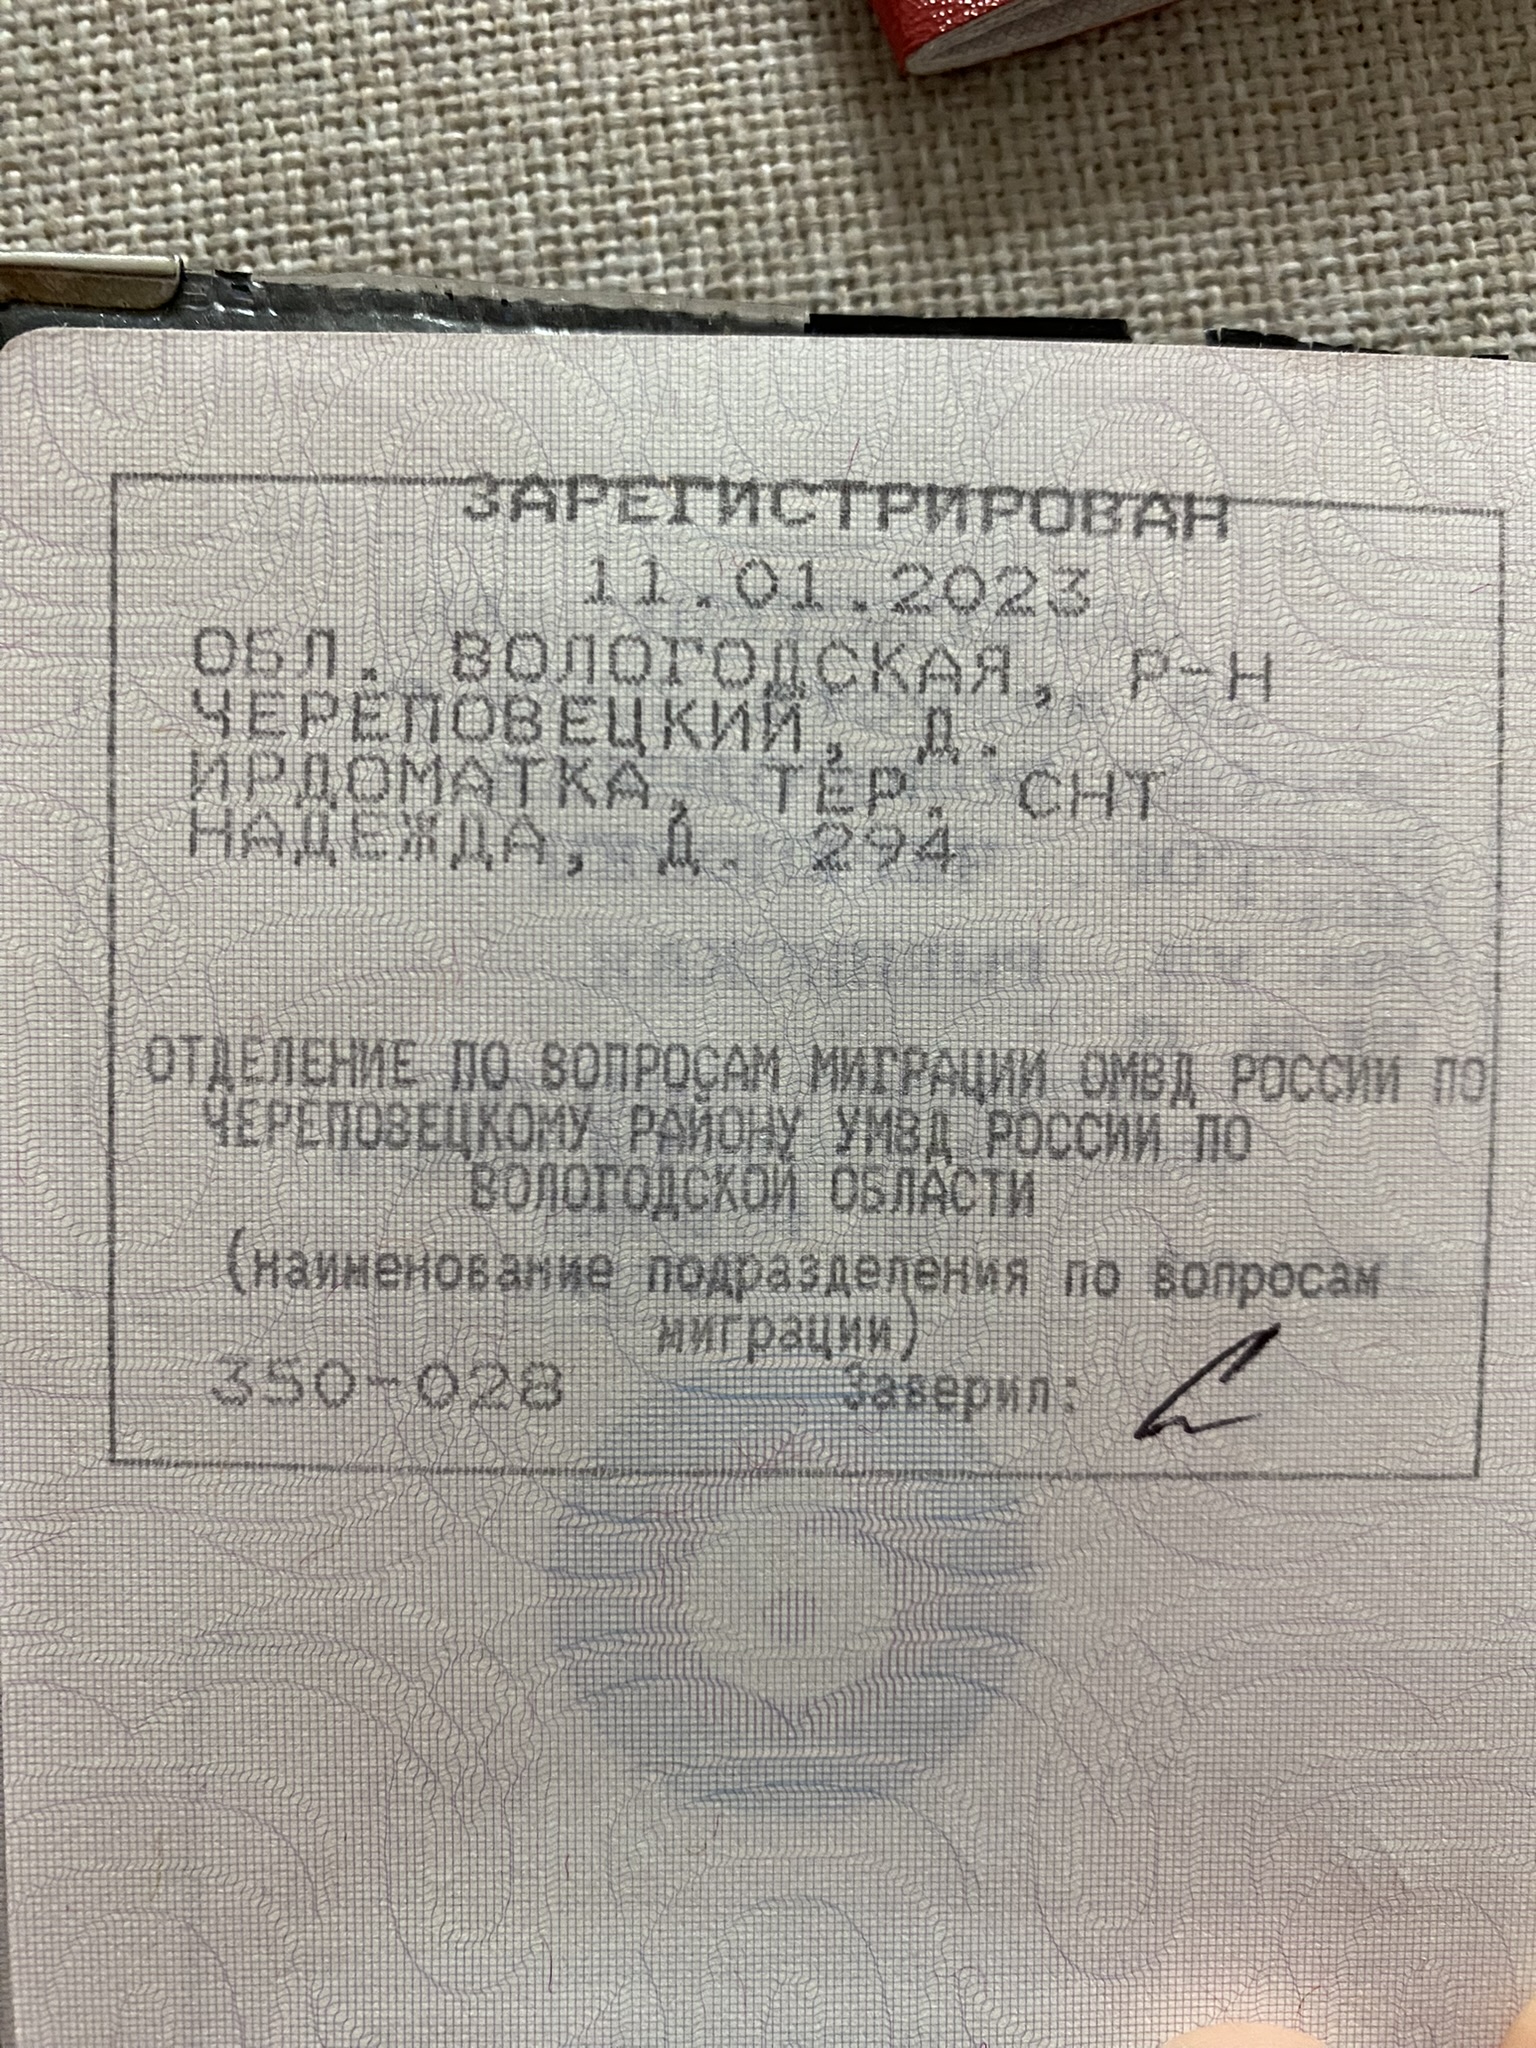 ЗАРЕГИСТРИРОВАН
11.01.2023
ОБЛ. ВОЛОГОДСКАЯ, Р-Н
ЧЕРЕПОВЕЦКИЙ, Д.
ИРДОМАТКА, ТЕР. СНТ
НАДЕЖДА, Д. 294
ОТДЕЛЕНИЕ ПО ВОПРОСАМ МИГРАЦИИ ОМВД РОССИИ ПО
ЧЕРЕПОВЕЦКОМУ РАЙОНУ УМВД РОССИИ ПО
ВОЛОГОДСКОЙ ОБЛАСТИ
(наименование подразделения по вопросам
миграции)
350-028 Заверил: